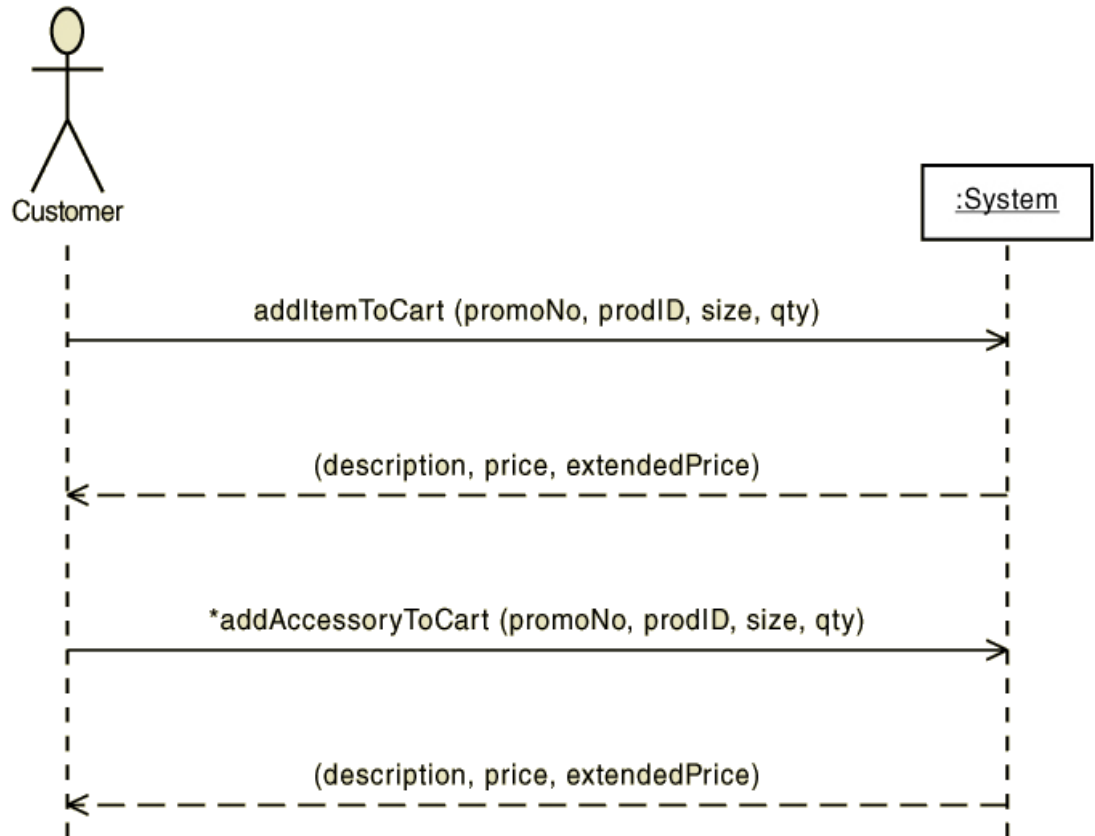 Customer
:System
addItemToCart (promoNo, prodID, size, qty)
(description, price, extendedPrice)
*addAccessoryToCart (promoNo, prodID, size, qty)
(description, price, extendedPrice)